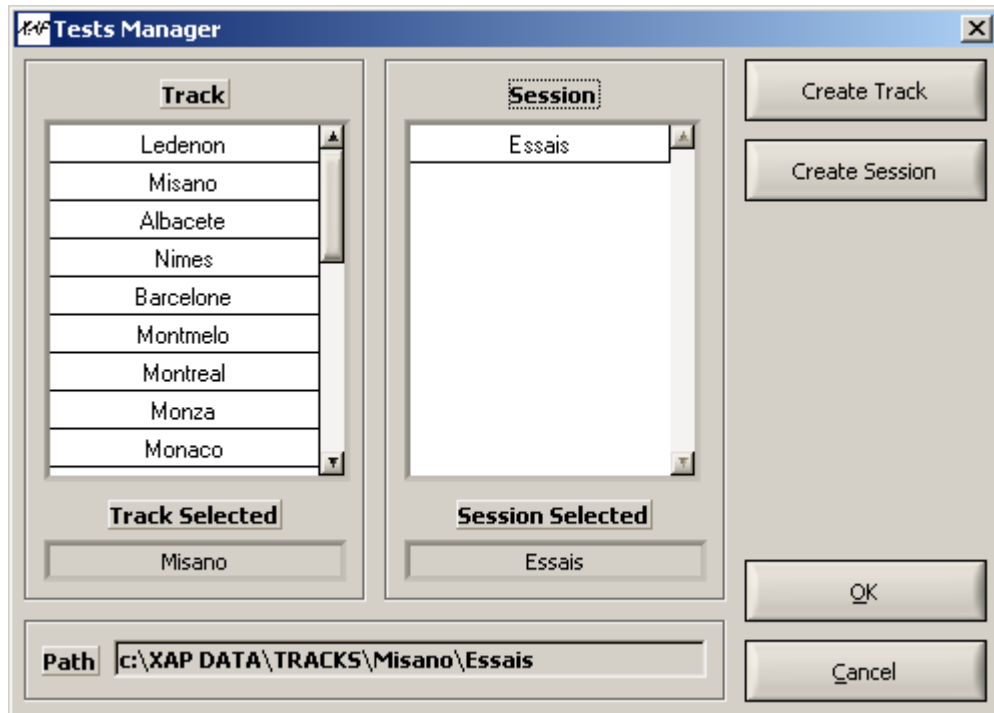 XAP Tests Manager
Track
Ledenon
Misano
Albacete
Nimes
Barcelone
Montmelo
Montreal
Monza
Monaco
Track Selected
Misano
Session
Essais
Session Selected
Essais
Create Track
Create Session
OK
Cancel
Path c:\XAP DATA\TRACKS\Misano\Essais